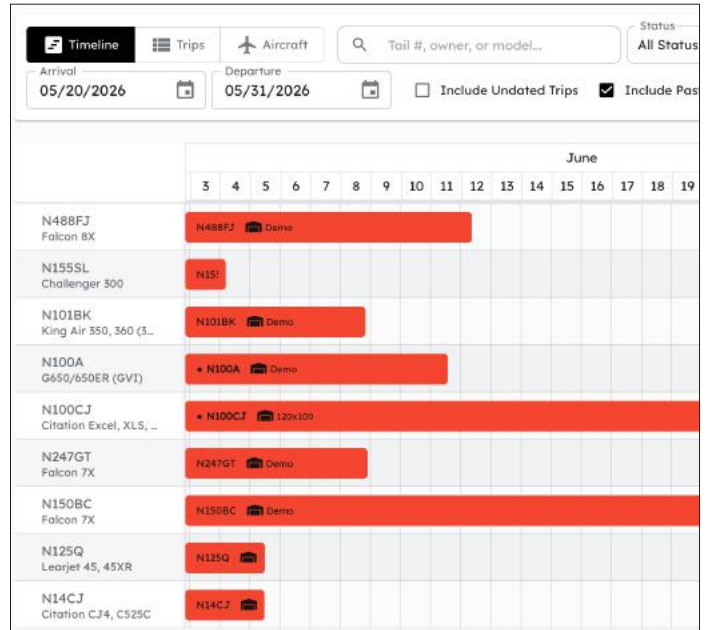 Timeline
Trips
Aircraft
Tail #, owner, or model...
Status
All Status
Arrival
05/20/2026
Departure
05/31/2026
Include Undated Trips
Include Pas
June
3 4 5 6 7 8 9 10 11 12 13 14 15 16 17 18 19
N488FJ
Falcon 8X
N488FJ Demo
N155SL
Challenger 300
N15
N101BK
King Air 350, 360 (3...
N101BK Demo
N100A
G650/650ER (GVI)
• N100A Demo
N100CJ
Citation Excel, XLS, ...
• N100CJ 120x100
N247GT
Falcon 7X
N247GT Demo
N150BC
Falcon 7X
N150BC Demo
N125Q
Learjet 45, 45XR
N125Q
N14CJ
Citation CJ4, C525C
N14CJ